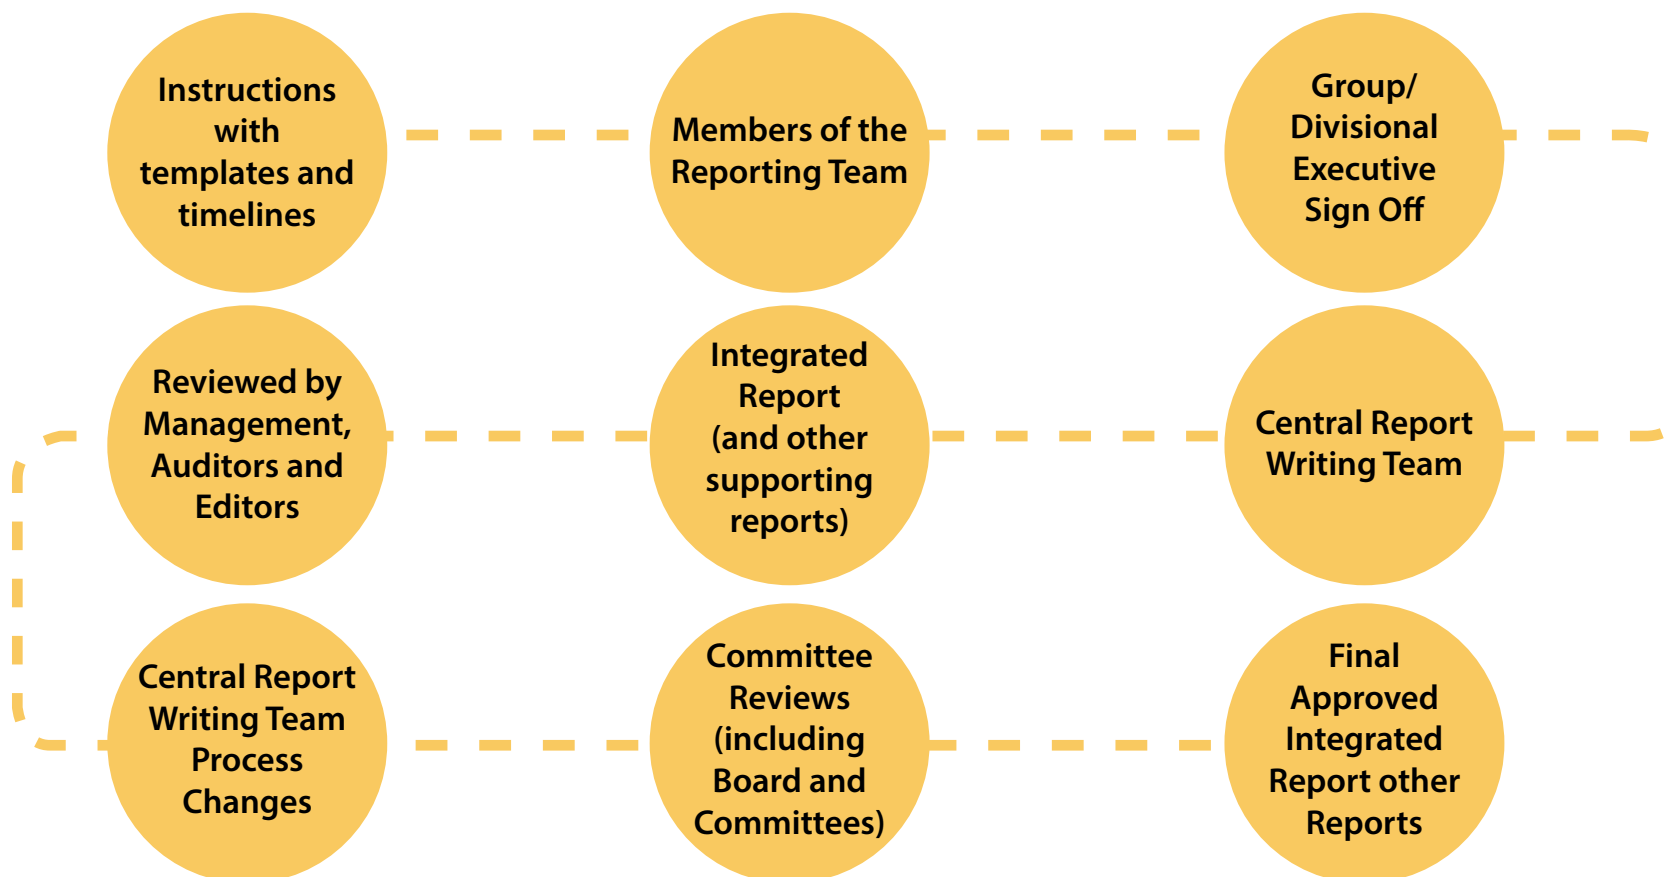 Instructions
with
templates and
timelines
Members of the
Reporting Team
Group/
Divisional
Executive
Sign Off
Reviewed by
Management,
Auditors and
Editors
Integrated
Report
(and other
supporting
reports)
Central Report
Writing Team
Central Report
Writing Team
Process
Changes
Committee
Reviews
(including
Board and
Committees)
Final
Approved
Integrated
Report other
Reports